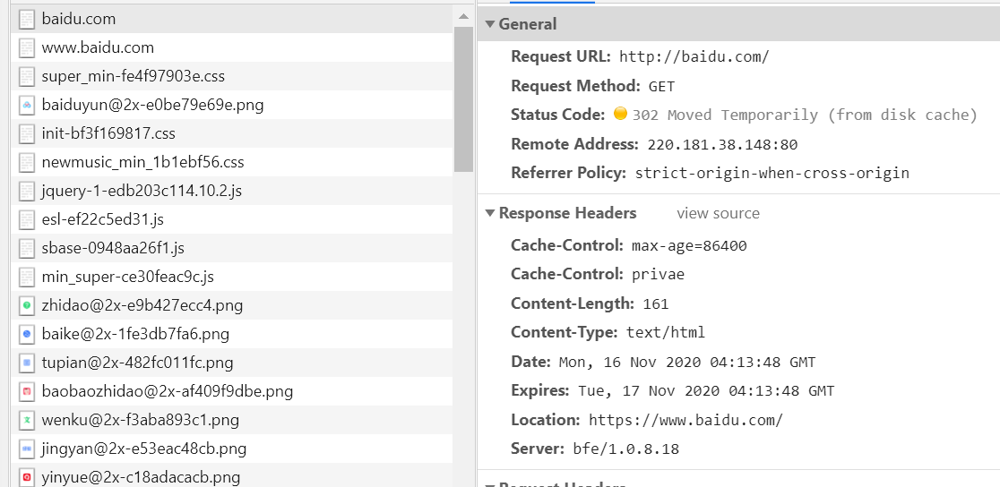 baidu.com
www.baidu.com
super_min-fe4f97903e.css
baiduyun@2x-e0be79e69e.png
init-bf3f169817.css
newmusic_min_1b1ebf56.css
jquery-1-edb203c114.10.2.js
esl-ef22c5ed31.js
sbase-0948aa26f1.js
min_super-ce30feac9c.js
zhidao@2x-e9b427ecc4.png
baike@2x-1fe3db7fa6.png
tupian@2x-482fc011fc.png
baobaozhidao@2x-af409f9dbe.png
wenku@2x-f3aba893c1.png
jingyan@2x-e53eac48cb.png
yinyue@2x-c18adacacb.png
General
Request URL: http://baidu.com/
Request Method: GET
Status Code: 302 Moved Temporarily (from disk cache)
Remote Address: 220.181.38.148:80
Referrer Policy: strict-origin-when-cross-origin
Response Headers view source
Cache-Control: max-age=86400
Cache-Control: privae
Content-Length: 161
Content-Type: text/html
Date: Mon, 16 Nov 2020 04:13:48 GMT
Expires: Tue, 17 Nov 2020 04:13:48 GMT
Location: https://www.baidu.com/
Server: bfe/1.0.8.18
Request Headers